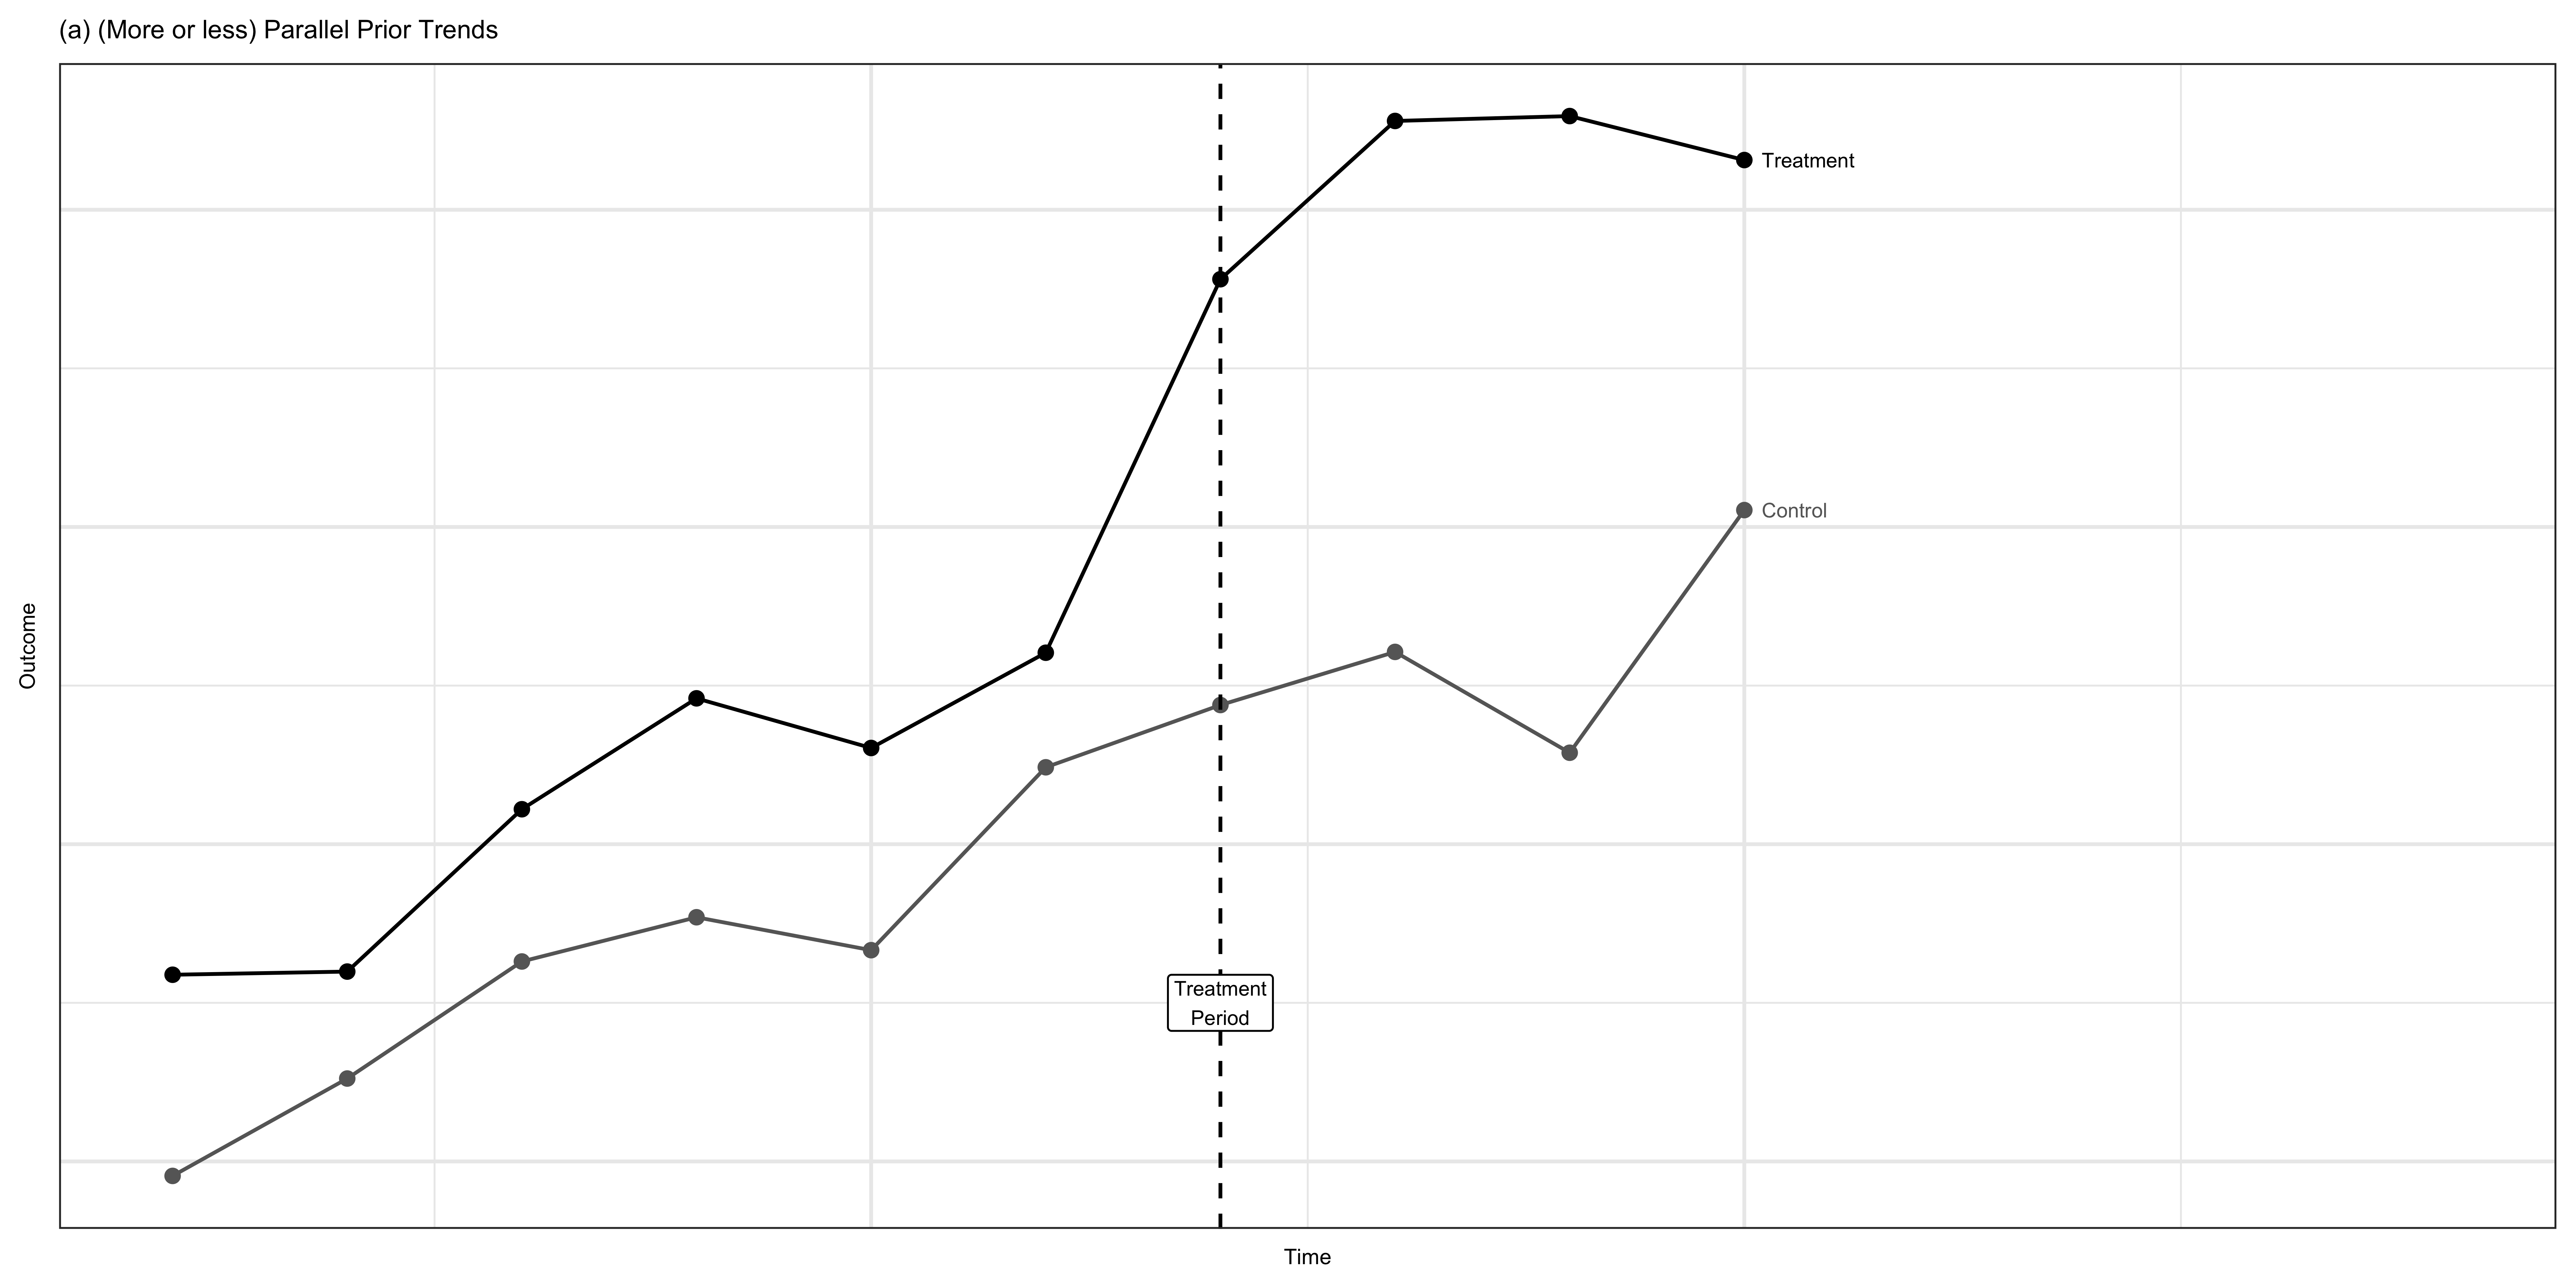 (a) (More or less) Parallel Prior Trends
Treatment
Control
Outcome
Treatment
Period
Time